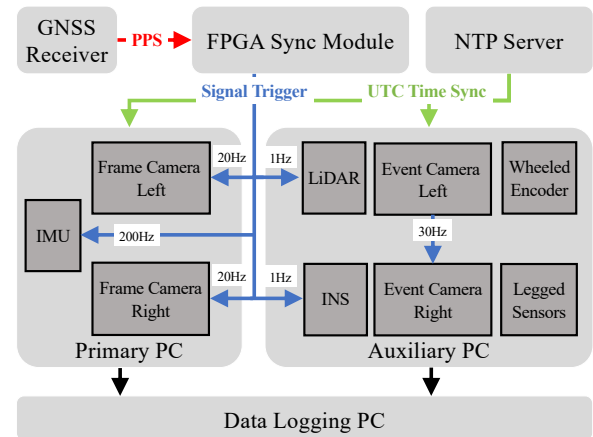 GNSS
Receiver
PPS
FPGA Sync Module
NTP Server
Signal Trigger
UTC Time Sync
Frame Camera
Left
20Hz
1Hz
LiDAR
Event Camera
Left
Wheeled
Encoder
IMU
200Hz
30Hz
Frame Camera
Right
20Hz
1Hz
INS
Event Camera
Right
Legged
Sensors
Primary PC
Auxiliary PC
Data Logging PC